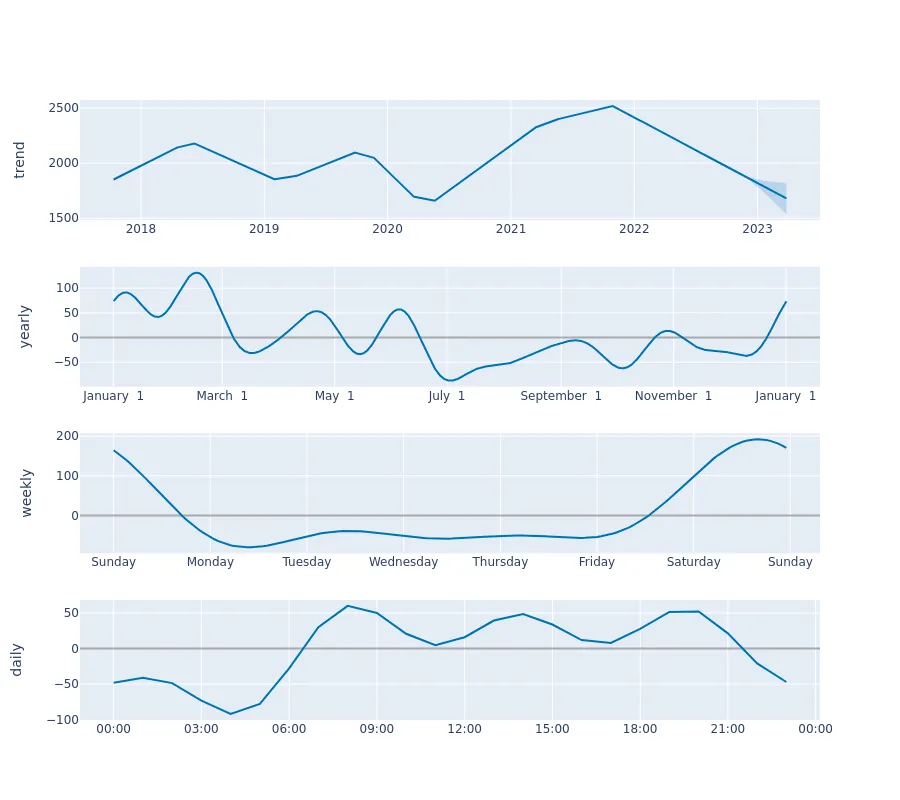 trend
2500
2000
1500
2018 2019 2020 2021 2022 2023
yearly
100
50
0
−50
January 1 March 1 May 1 July 1 September 1 November 1 January 1
weekly
200
100
0
Sunday Monday Tuesday Wednesday Thursday Friday Saturday Sunday
daily
50
0
−50
−100
00:00 03:00 06:00 09:00 12:00 15:00 18:00 21:00 00:00